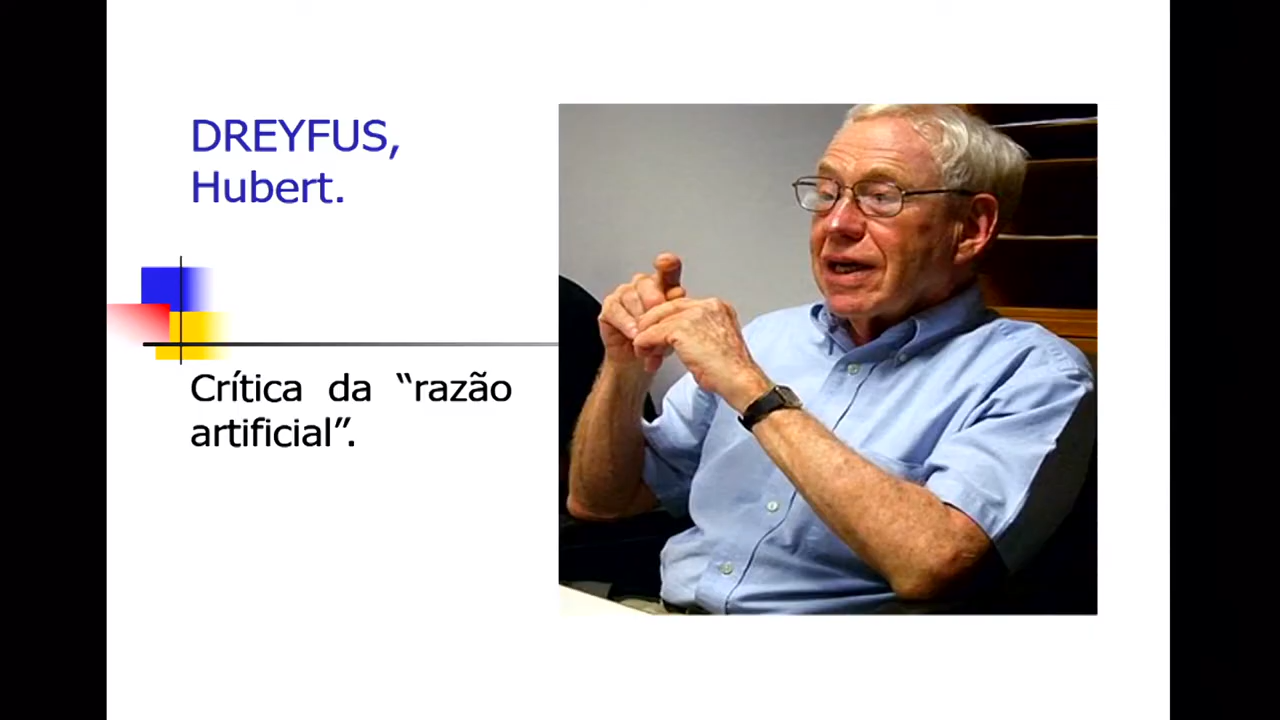 DREYFUS,
Hubert.
Crítica da “razão
artificial”.